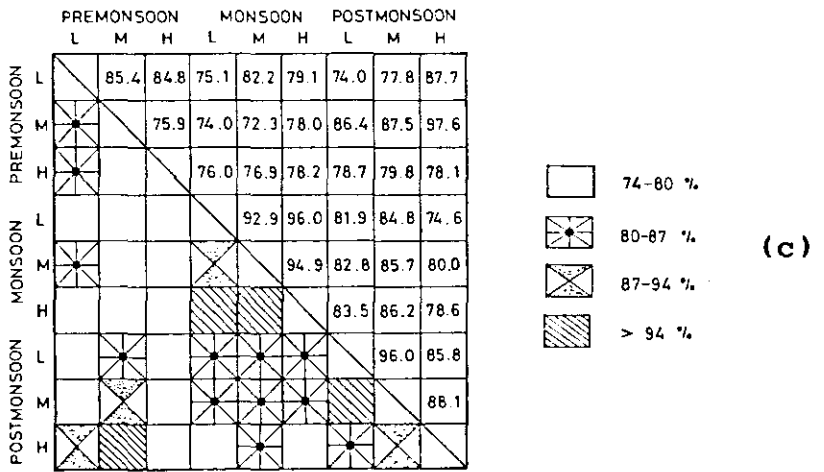 PREMONSOON MONSOON POSTMONSOON
L M H L M H L M H
PREMONSOON
L 85.4 84.8 75.1 82.2 79.1 74.0 77.8 87.7
M 75.9 74.0 72.3 78.0 86.4 87.5 97.6
H 76.0 76.9 78.2 78.7 79.8 78.1
MONSOON
L 92.9 96.0 81.9 84.8 74.6
M 94.9 82.8 85.7 80.0
H 83.5 86.2 78.6
POSTMONSOON
L 96.0 85.8
M 88.1
H
74-80 %
80-87 %
87-94 %
> 94 %
(c)